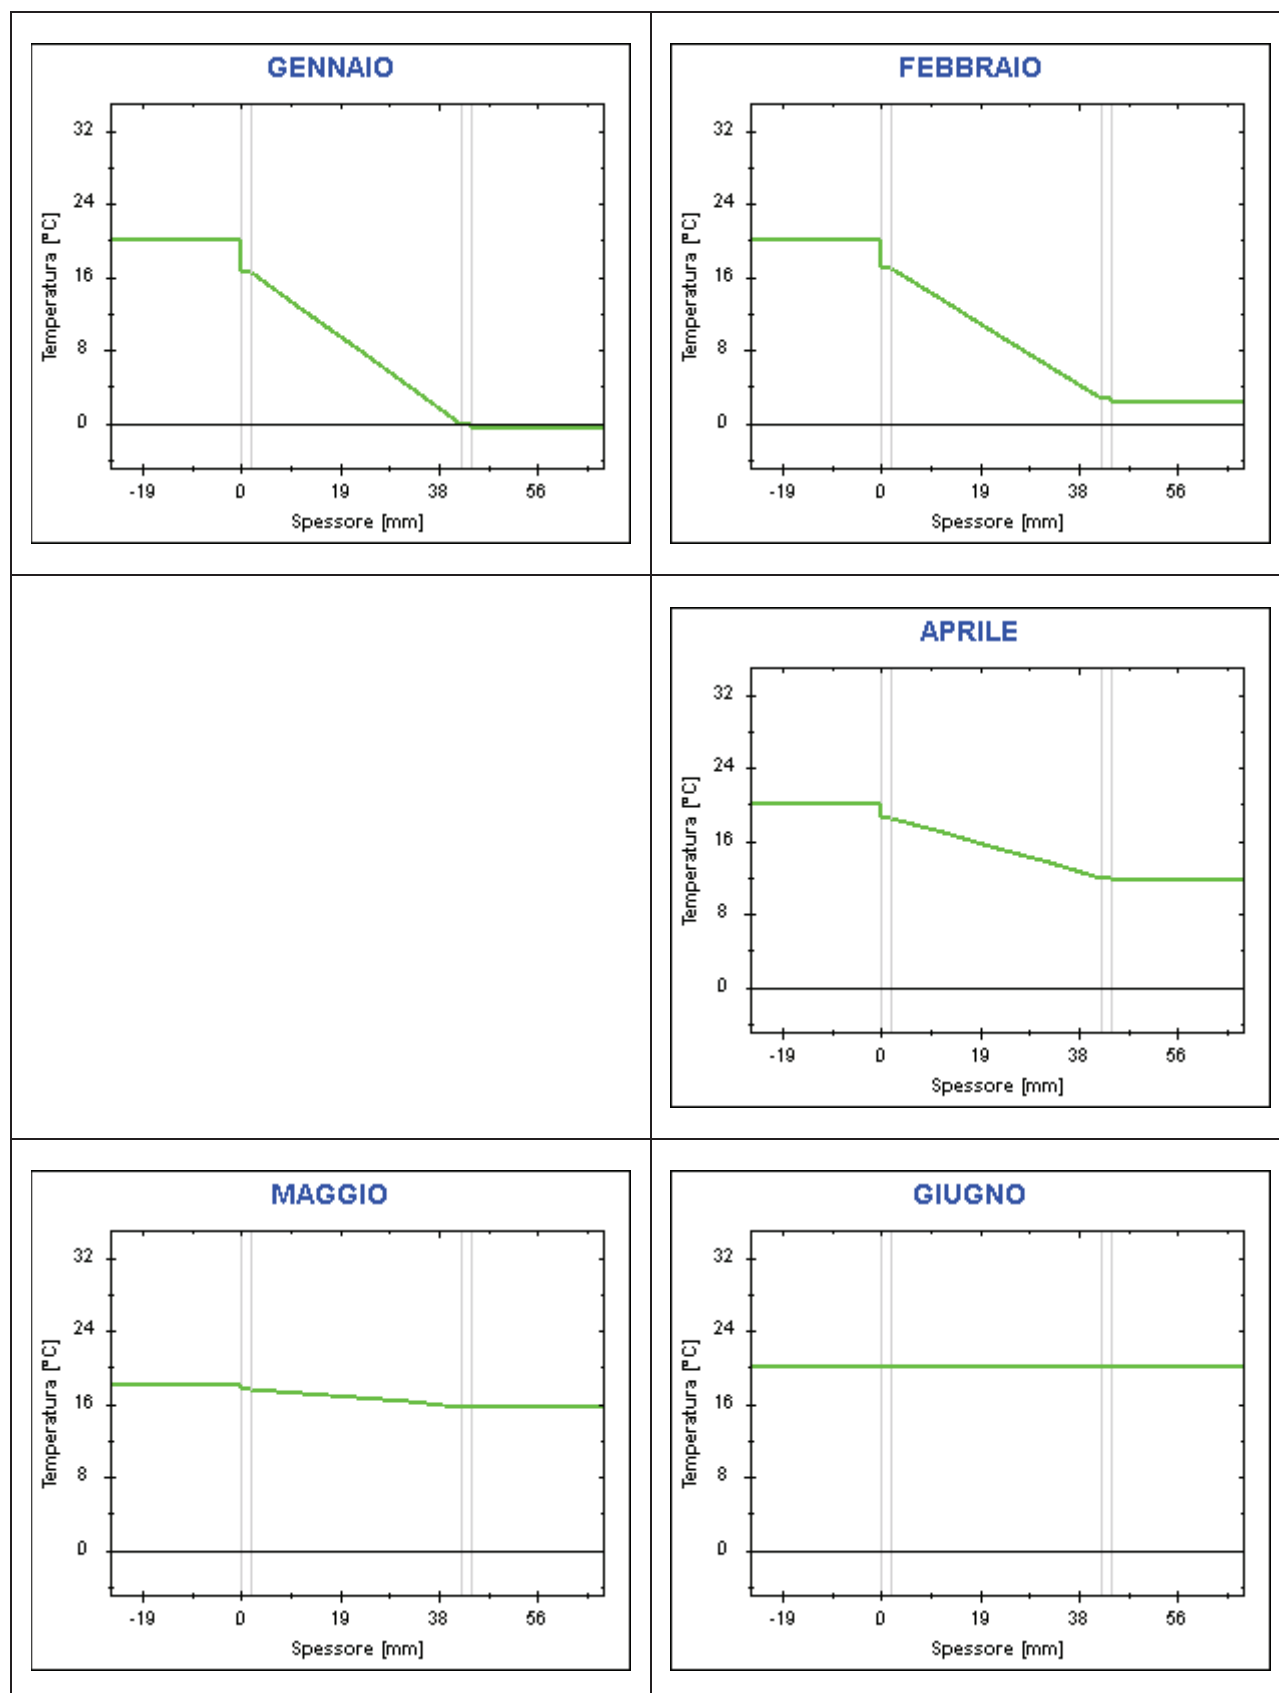 GENNAIO
32
24
16
8
0
Temperatura [°C]
-19 0 19 38 56
Spessore [mm]
FEBBRAIO
32
24
16
8
0
Temperatura [°C]
-19 0 19 38 56
Spessore [mm]
APRILE
32
24
16
8
0
Temperatura [°C]
-19 0 19 38 56
Spessore [mm]
MAGGIO
32
24
16
8
0
Temperatura [°C]
-19 0 19 38 56
Spessore [mm]
GIUGNO
32
24
16
8
0
Temperatura [°C]
-19 0 19 38 56
Spessore [mm]